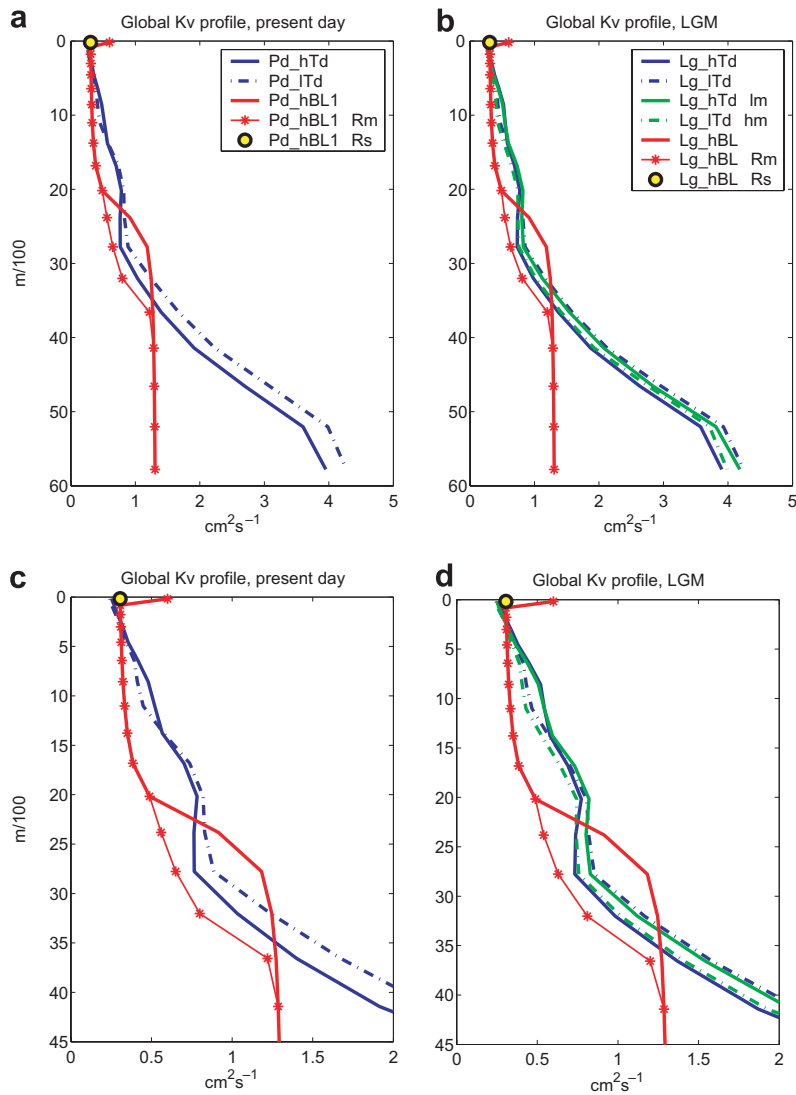 a
Global Kv profile, present day
Pd_hTd
Pd_lTd
Pd_hBL1
Pd_hBL1 Rm
Pd_hBL1 Rs
0
10
20
30
40
50
60
m/100
0 1 2 3 4 5
cm²s⁻¹
b
Global Kv profile, LGM
Lg_hTd
Lg_lTd
Lg_hTd lm
Lg_lTd hm
Lg_hBL
Lg_hBL Rm
Lg_hBL Rs
0
10
20
30
40
50
60
0 1 2 3 4 5
cm²s⁻¹
c
Global Kv profile, present day
0
5
10
15
20
25
30
35
40
45
m/100
0 0.5 1 1.5 2
cm²s⁻¹
d
Global Kv profile, LGM
0
5
10
15
20
25
30
35
40
45
0 0.5 1 1.5 2
cm²s⁻¹